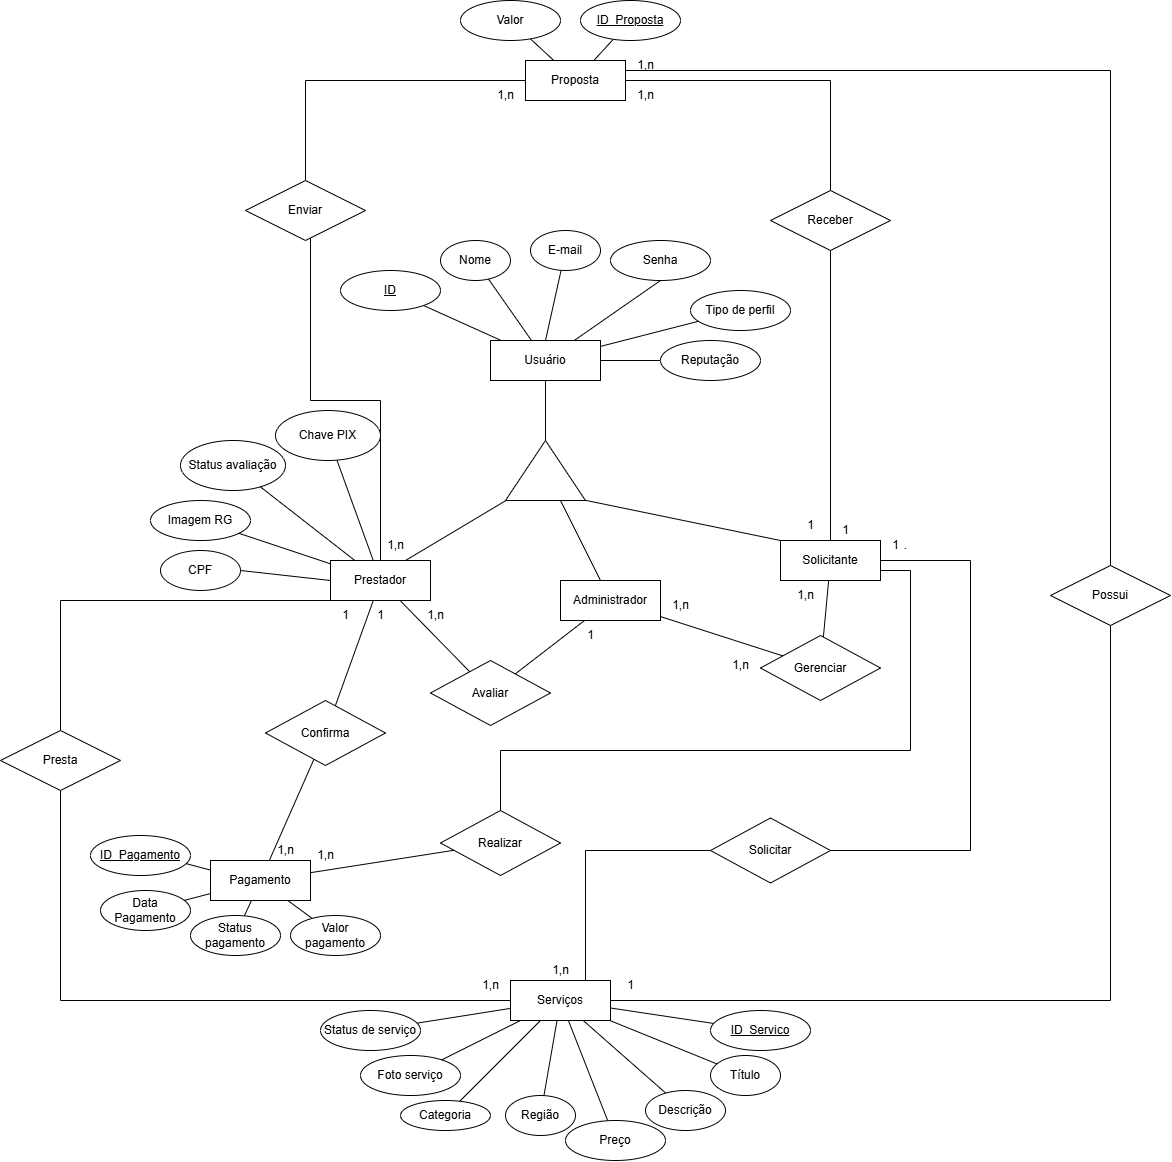 Valor
ID_Proposta
Proposta
1,n
1,n
1,n
Enviar
Receber
E-mail
Nome
Senha
ID
Tipo de perfil
Usuário
Reputação
Chave PIX
Status avaliação
Imagem RG
CPF
1,n
Prestador
1
1
1,n
1
1
1 .
Solicitante
1,n
Administrador
1,n
1
Possui
1,n
Gerenciar
Avaliar
Confirma
Presta
Realizar
Solicitar
1,n
1,n
ID_Pagamento
Pagamento
Data
Pagamento
Status
pagamento
Valor
pagamento
1,n
1,n
1
Serviços
Status de serviço
ID_Servico
Foto serviço
Título
Categoria
Região
Descrição
Preço